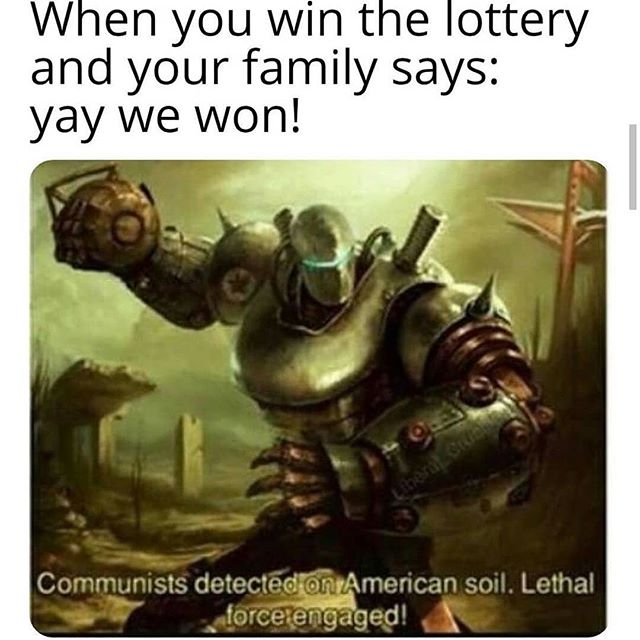 When you win the lottery
and your family says:
yay we won!
Communists detected on American soil. Lethal
force engaged!